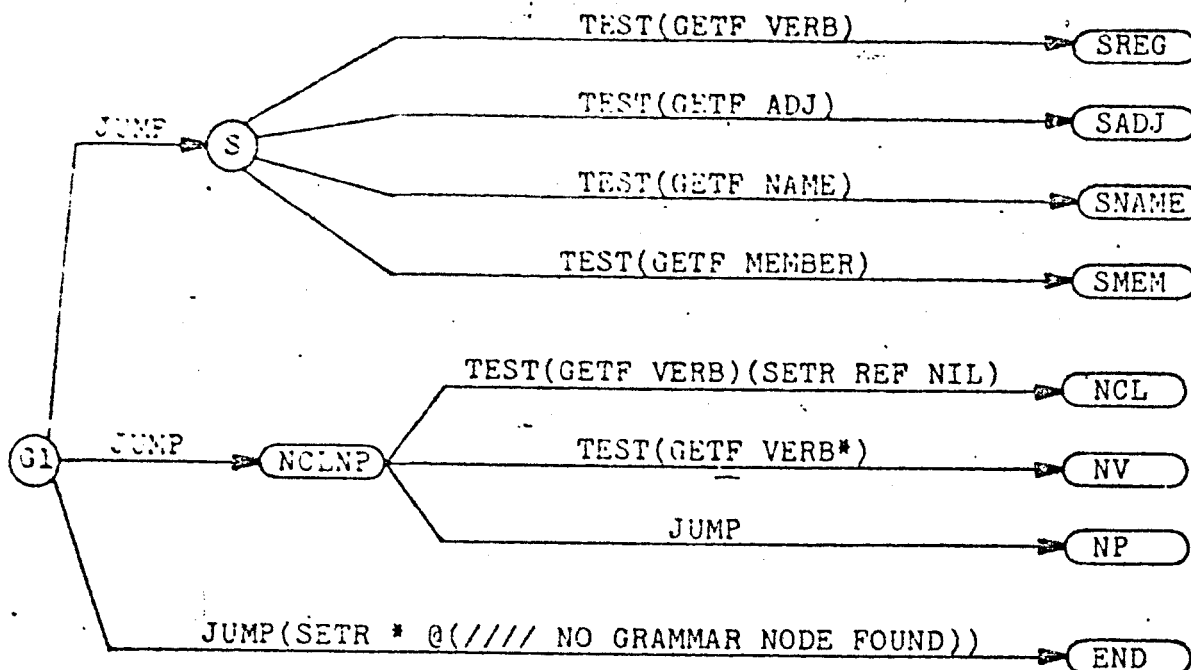 TEST(GETF VERB)
SREG
TEST(GETF ADJ)
SADJ
JUMP
S
TEST(GETF NAME)
SNAME
TEST(GETF MEMBER)
SMEM
TEST(GETF VERB)(SETR REF NIL)
NCL
G1
JUMP
NCLNP
TEST(GETF VERB*)
NV
JUMP
NP
JUMP(SETR * @(//// NO GRAMMAR NODE FOUND))
END